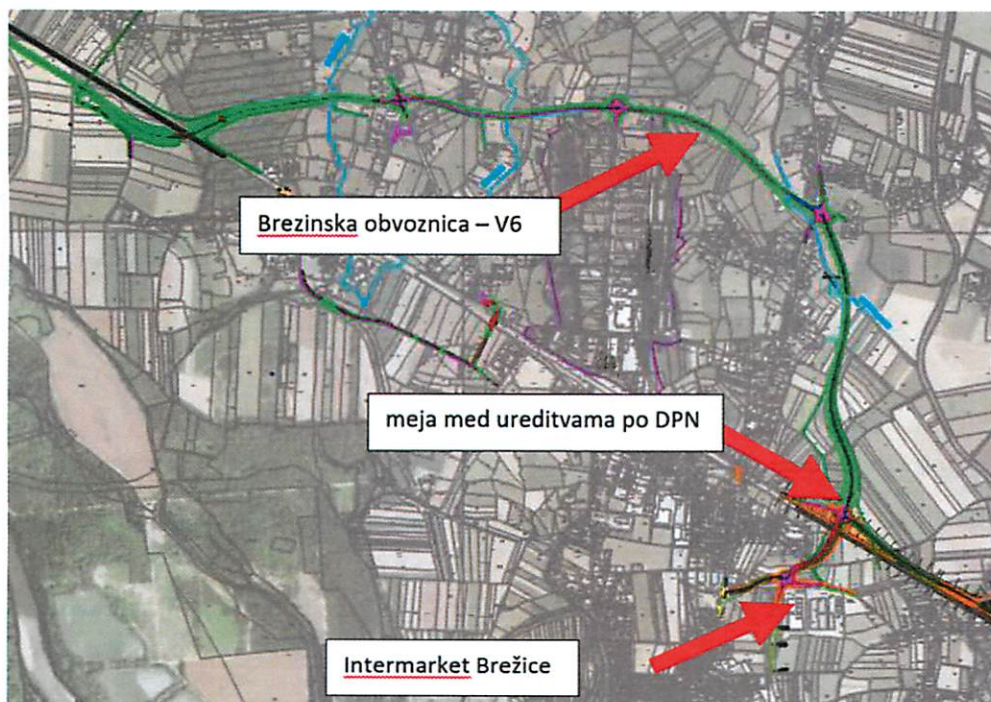 Brezinska obvoznica – V6
meja med ureditvama po DPN
Intermarket Brežice